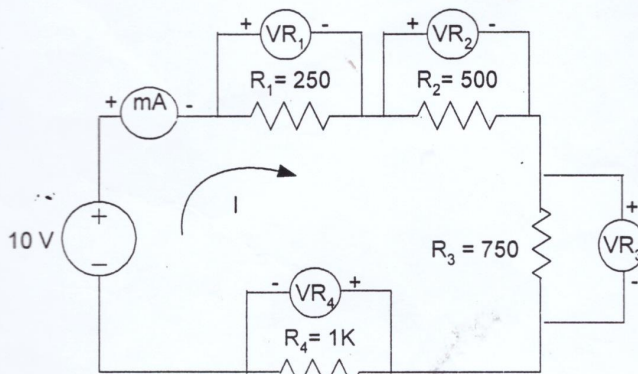 + VR₁ -
+ VR₂ -
R₁= 250
R₂= 500
+ mA -
I
+
10 V
–
R₃ = 750
+
VR₃
-
- VR₄ +
R₄= 1K